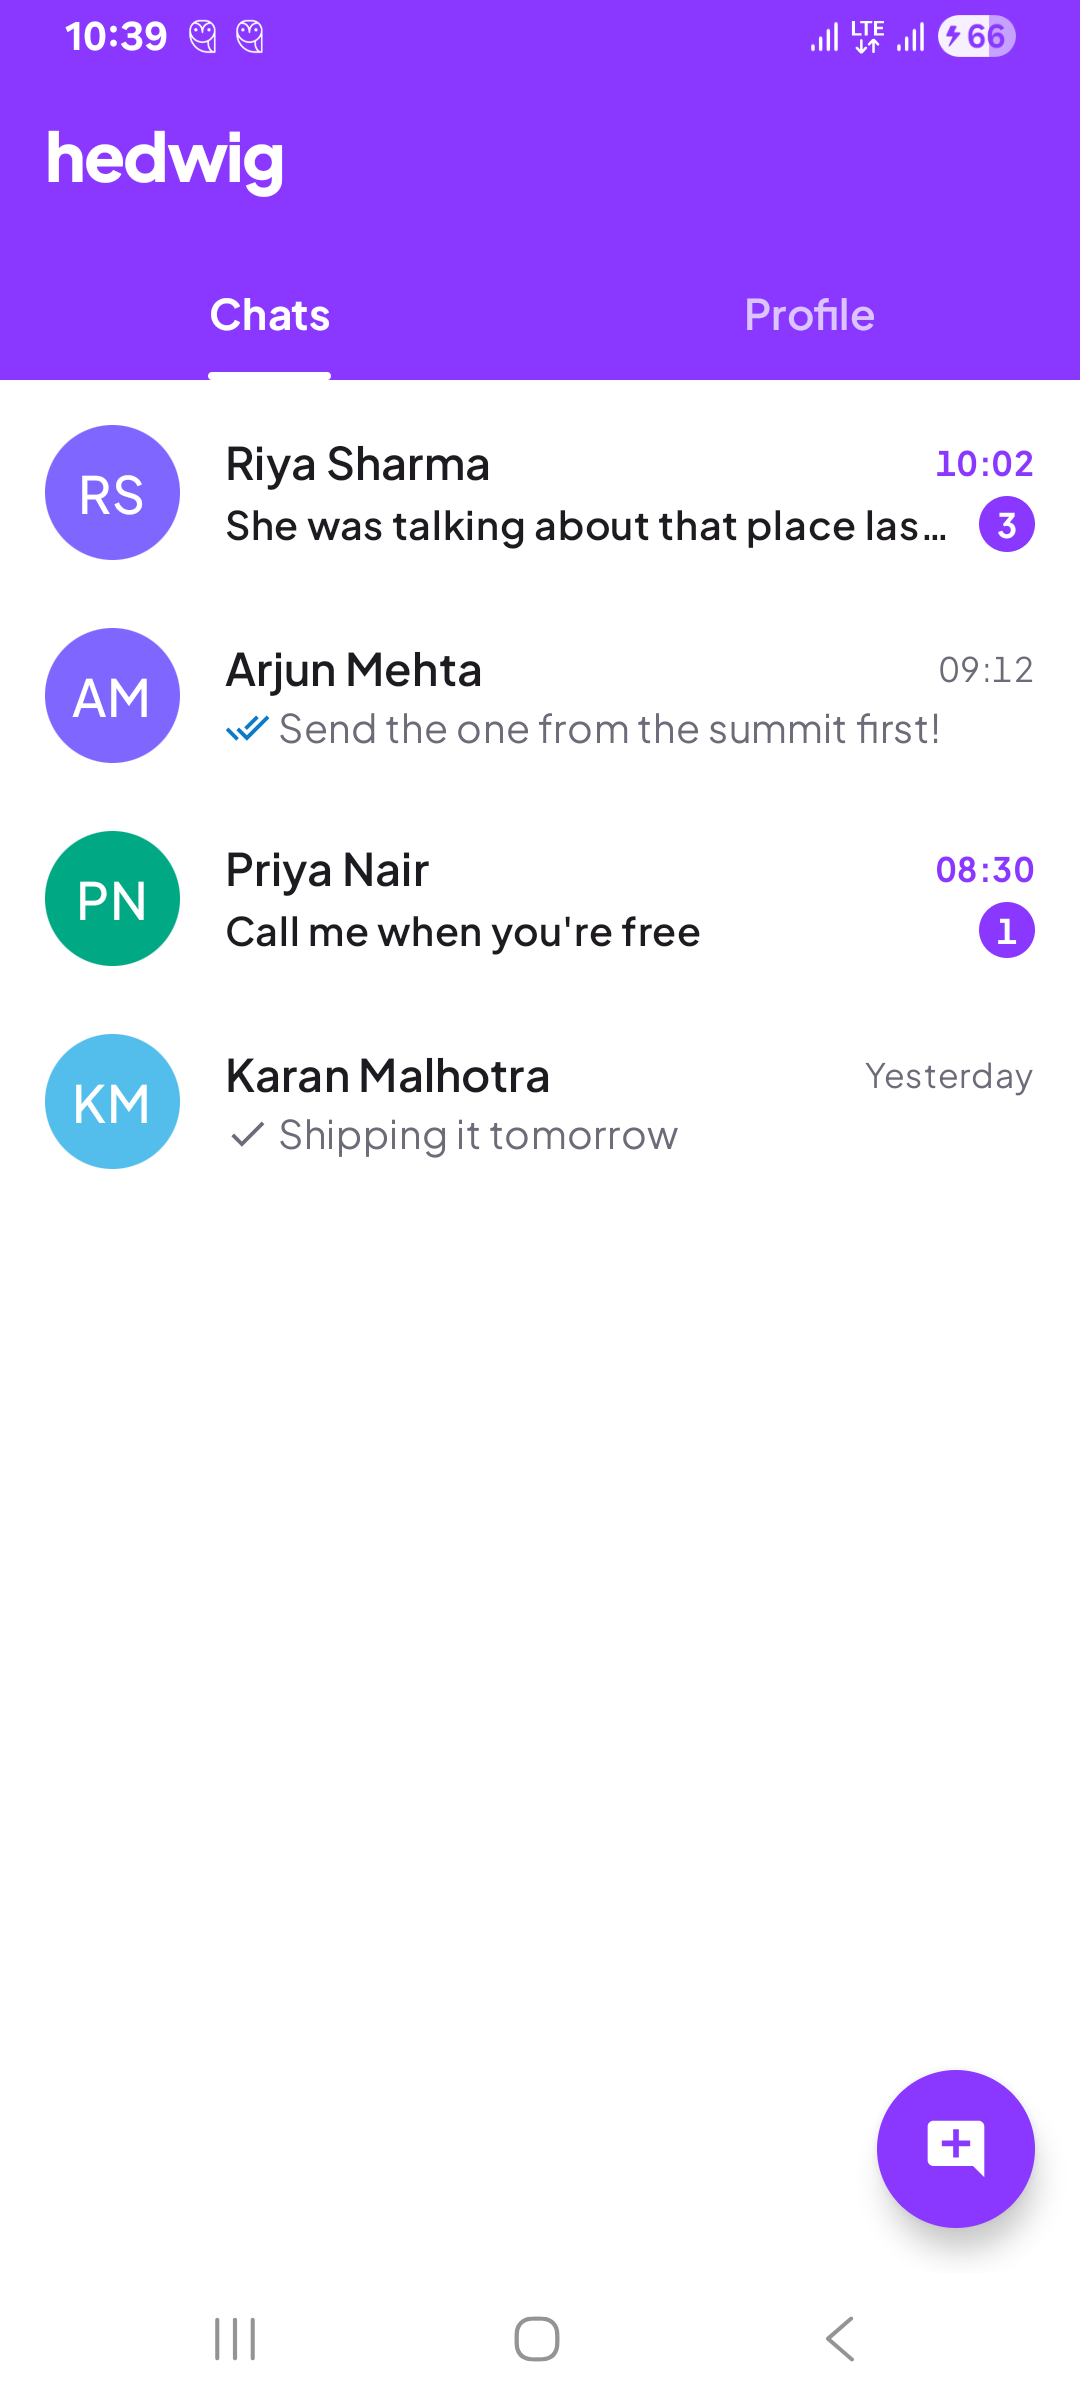 10:39
LTE
66
hedwig
Chats
Profile
RS
Riya Sharma
10:02
She was talking about that place las...
3
AM
Arjun Mehta
09:12
Send the one from the summit first!
PN
Priya Nair
08:30
Call me when you're free
1
KM
Karan Malhotra
Yesterday
Shipping it tomorrow